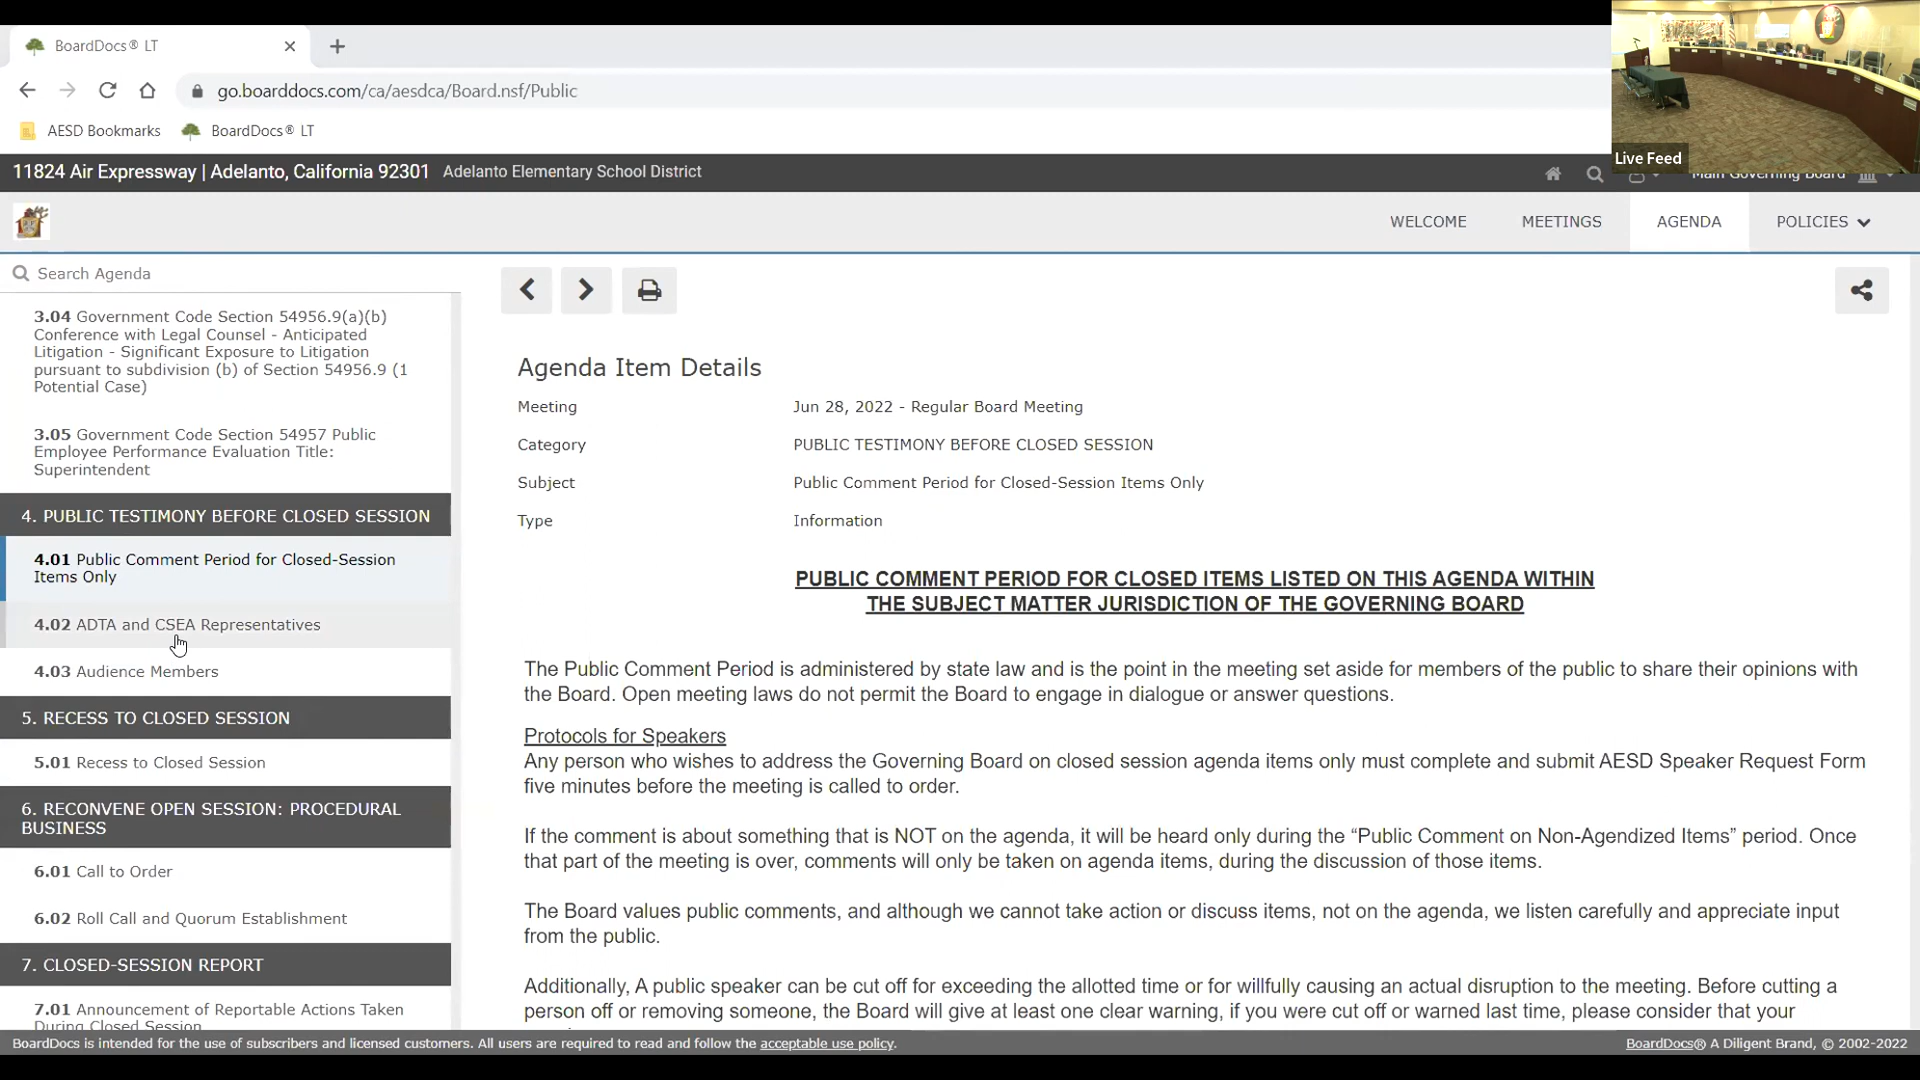 BoardDocs® LT
go.boarddocs.com/ca/aesdca/Board.nsf/Public
AESD Bookmarks
BoardDocs® LT
Live Feed
11824 Air Expressway | Adelanto, California 92301
Adelanto Elementary School District
Main Governing Board
WELCOME
MEETINGS
AGENDA
POLICIES
Search Agenda
3.04 Government Code Section 54956.9(a)(b)
Conference with Legal Counsel - Anticipated
Litigation - Significant Exposure to Litigation
pursuant to subdivision (b) of Section 54956.9 (1
Potential Case)
3.05 Government Code Section 54957 Public
Employee Performance Evaluation Title:
Superintendent
4. PUBLIC TESTIMONY BEFORE CLOSED SESSION
4.01 Public Comment Period for Closed-Session
Items Only
4.02 ADTA and CSEA Representatives
4.03 Audience Members
5. RECESS TO CLOSED SESSION
5.01 Recess to Closed Session
6. RECONVENE OPEN SESSION: PROCEDURAL
BUSINESS
6.01 Call to Order
6.02 Roll Call and Quorum Establishment
7. CLOSED-SESSION REPORT
7.01 Announcement of Reportable Actions Taken
During Closed Session
Agenda Item Details
Meeting
Jun 28, 2022 - Regular Board Meeting
Category
PUBLIC TESTIMONY BEFORE CLOSED SESSION
Subject
Public Comment Period for Closed-Session Items Only
Type
Information
PUBLIC COMMENT PERIOD FOR CLOSED ITEMS LISTED ON THIS AGENDA WITHIN
THE SUBJECT MATTER JURISDICTION OF THE GOVERNING BOARD
The Public Comment Period is administered by state law and is the point in the meeting set aside for members of the public to share their opinions with
the Board. Open meeting laws do not permit the Board to engage in dialogue or answer questions.
Protocols for Speakers
Any person who wishes to address the Governing Board on closed session agenda items only must complete and submit AESD Speaker Request Form
five minutes before the meeting is called to order.
If the comment is about something that is NOT on the agenda, it will be heard only during the “Public Comment on Non-Agendized Items” period. Once
that part of the meeting is over, comments will only be taken on agenda items, during the discussion of those items.
The Board values public comments, and although we cannot take action or discuss items, not on the agenda, we listen carefully and appreciate input
from the public.
Additionally, A public speaker can be cut off for exceeding the allotted time or for willfully causing an actual disruption to the meeting. Before cutting a
person off or removing someone, the Board will give at least one clear warning, if you were cut off or warned last time, please consider that your
BoardDocs is intended for the use of subscribers and licensed customers. All users are required to read and follow the acceptable use policy.
BoardDocs® A Diligent Brand, © 2002-2022